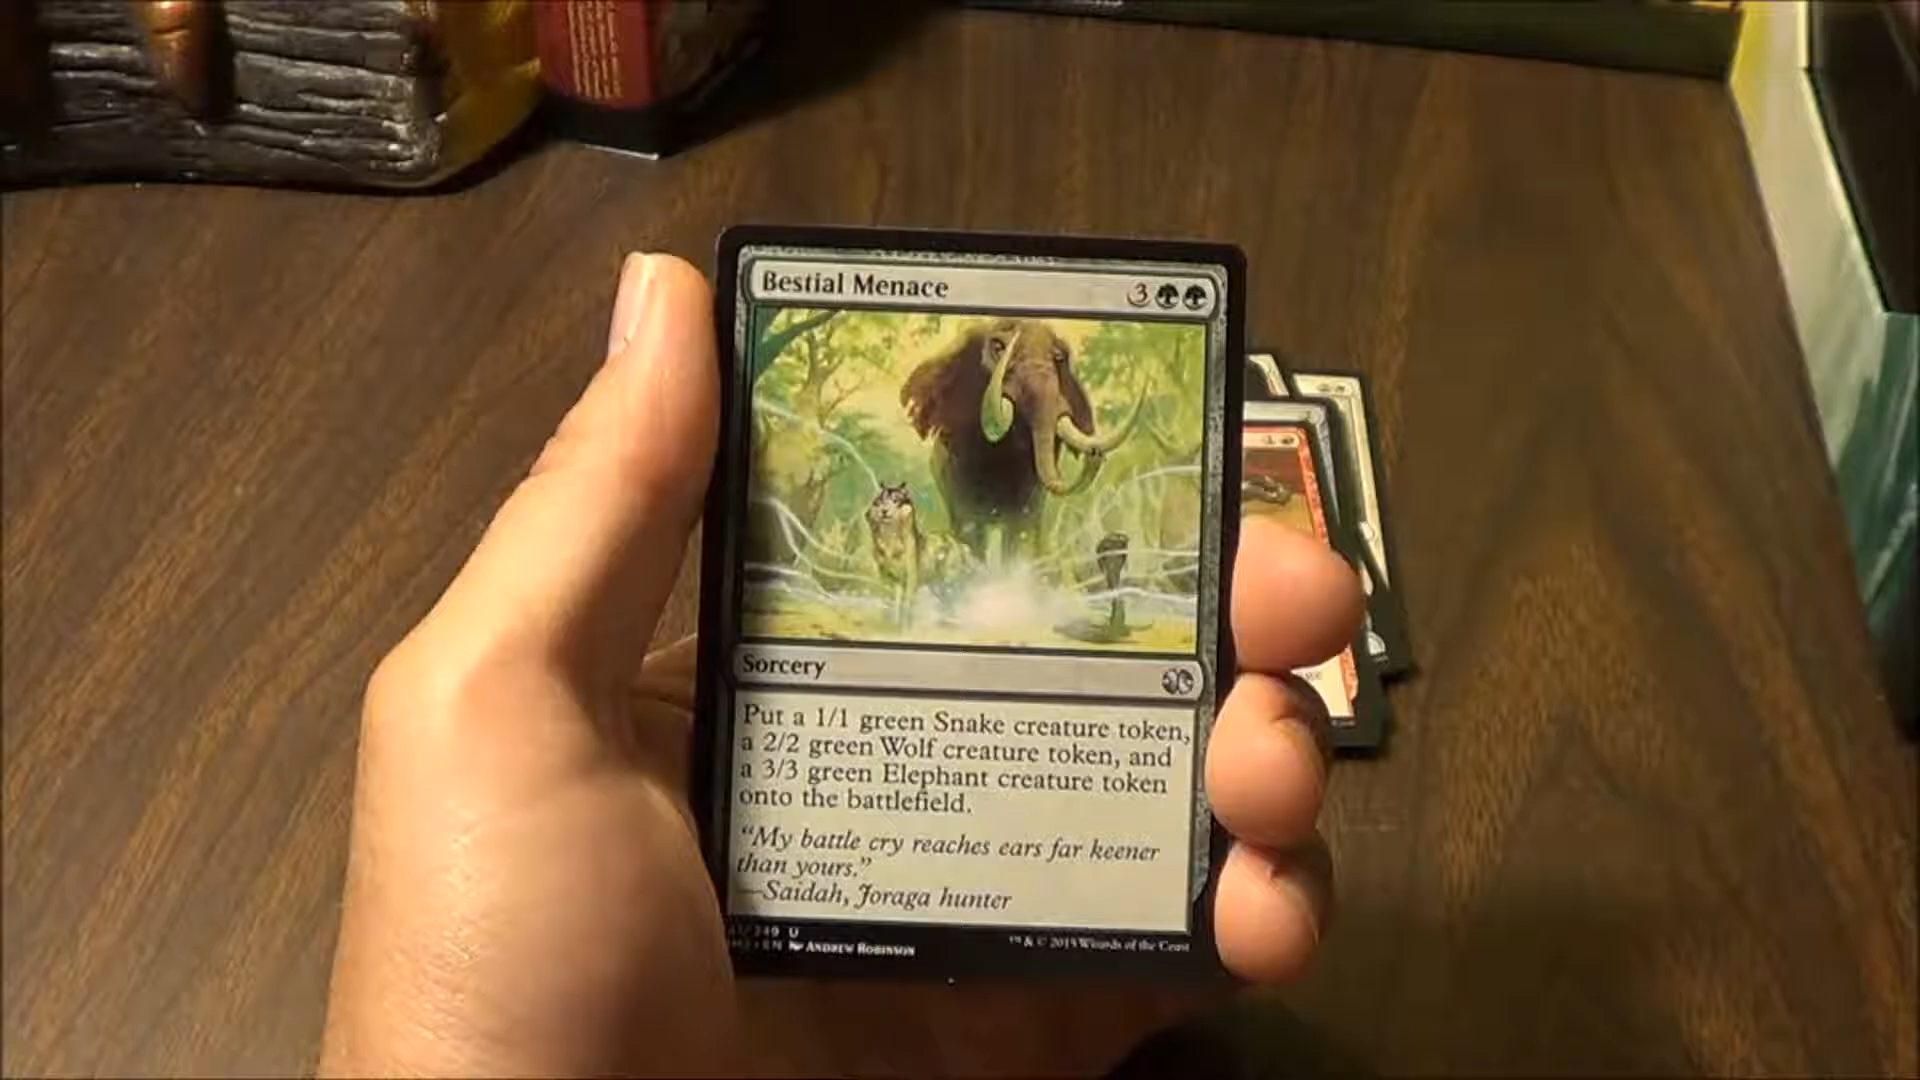 Bestial Menace 3
Sorcery
Put a 1/1 green Snake creature token,
a 2/2 green Wolf creature token, and
a 3/3 green Elephant creature token
onto the battlefield.
"My battle cry reaches ears far keener
than yours."
—Saidah, Joraga hunter
/249 U
EN ANDREW ROBINSON
™ & © 2015 Wizards of the Coast